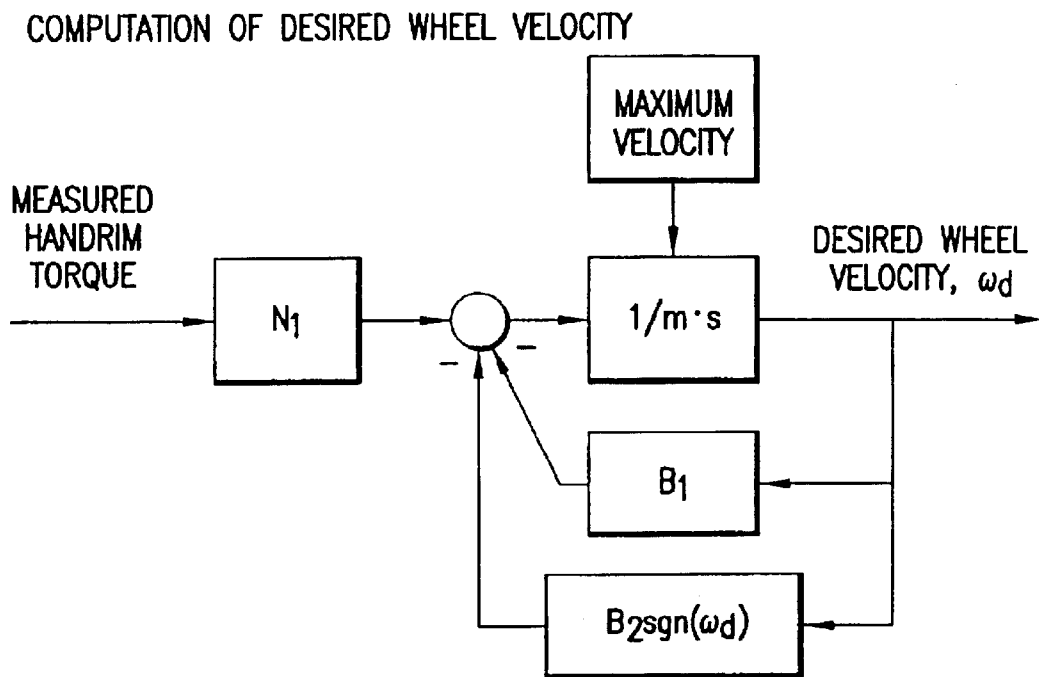 COMPUTATION OF DESIRED WHEEL VELOCITY
MAXIMUM
VELOCITY
MEASURED
HANDRIM
TORQUE
DESIRED WHEEL
VELOCITY, ωd
N1
1/m·s
−
−
B1
B2sgn(ωd)